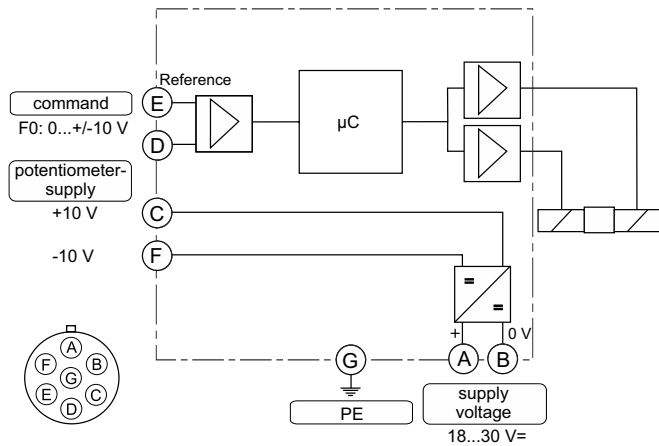 Reference
command
E
F0: 0...+/-10 V
µC
D
potentiometer-
supply
+10 V
C
-10 V
F
=
=
+
0 V
G
A
B
PE
supply
voltage
18...30 V=
A
F
B
G
E
C
D